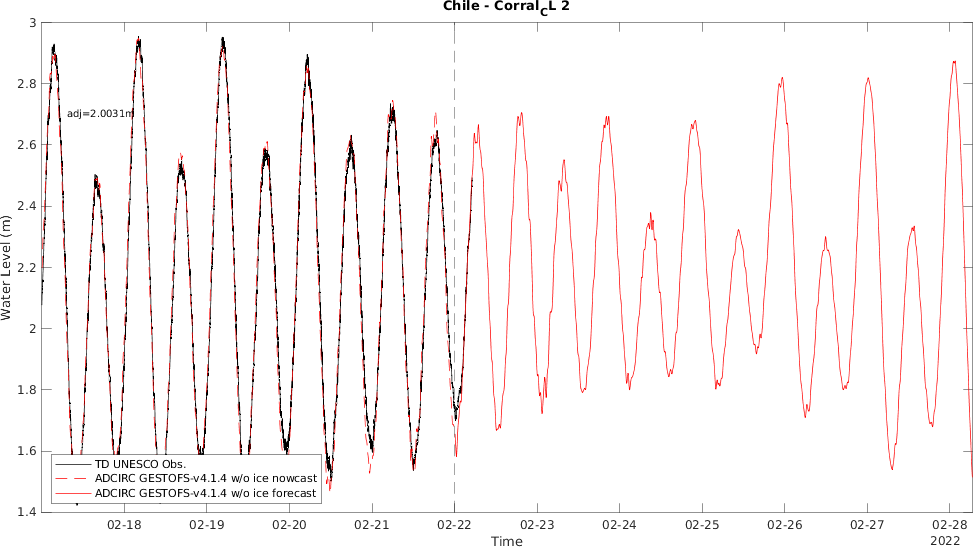 Chile - Corral_CL 2
3
2.8
2.6
2.4
2.2
2
1.8
1.6
1.4
Water Level (m)
adj=2.0031m
TD UNESCO Obs.
ADCIRC GESTOFS-v4.1.4 w/o ice nowcast
ADCIRC GESTOFS-v4.1.4 w/o ice forecast
02-18 02-19 02-20 02-21 02-22 02-23 02-24 02-25 02-26 02-27 02-28
Time
2022